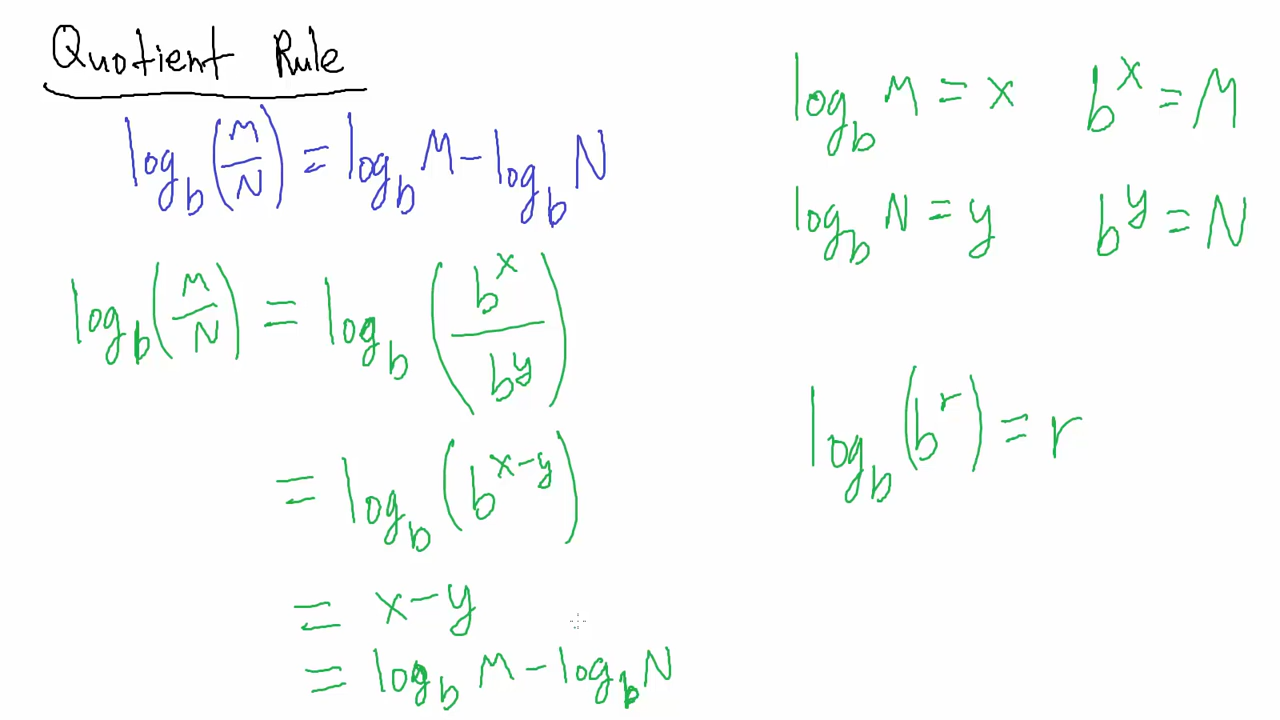 Quotient Rule
log_b (M/N) = log_b M - log_b N
log_b (M/N) = log_b (b^x / b^y)
= log_b (b^(x-y))
= x - y
= log_b M - log_b N
log_b M = x    b^x = M
log_b N = y    b^y = N
log_b (b^r) = r